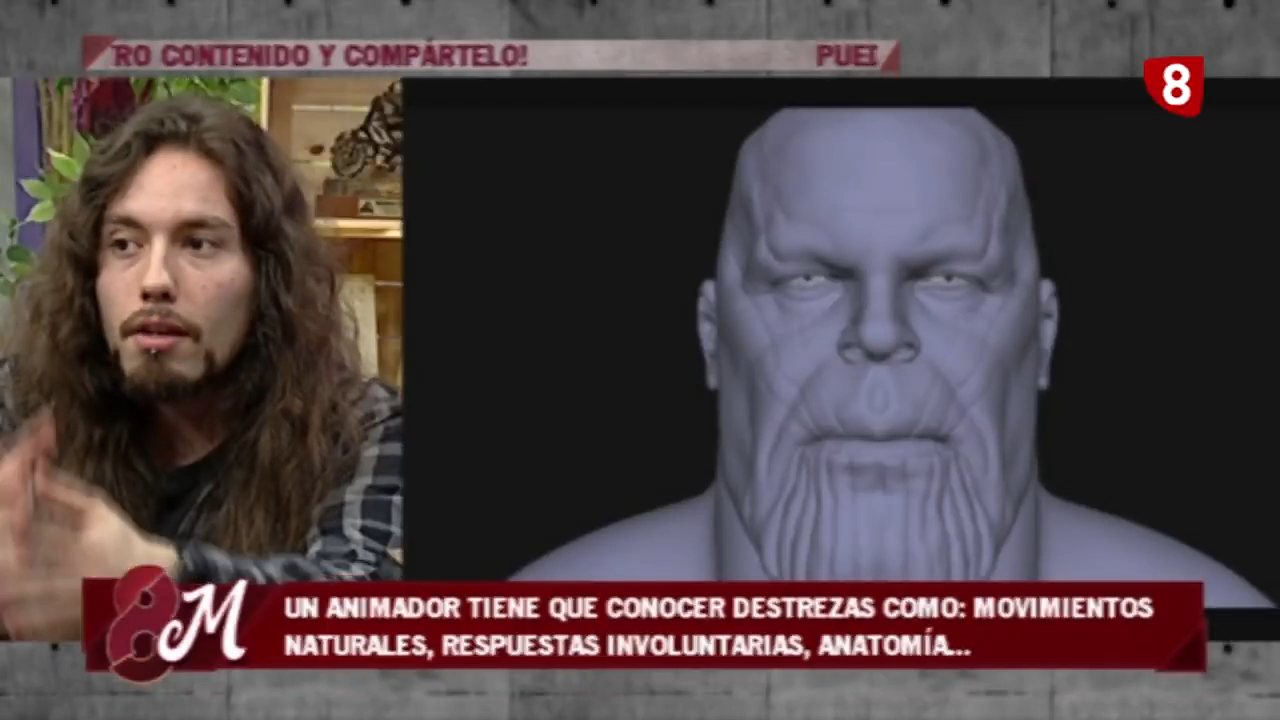 RO CONTENIDO Y COMPÁRTELO! PUEI
8
8M UN ANIMADOR TIENE QUE CONOCER DESTREZAS COMO: MOVIMIENTOS
NATURALES, RESPUESTAS INVOLUNTARIAS, ANATOMÍA...